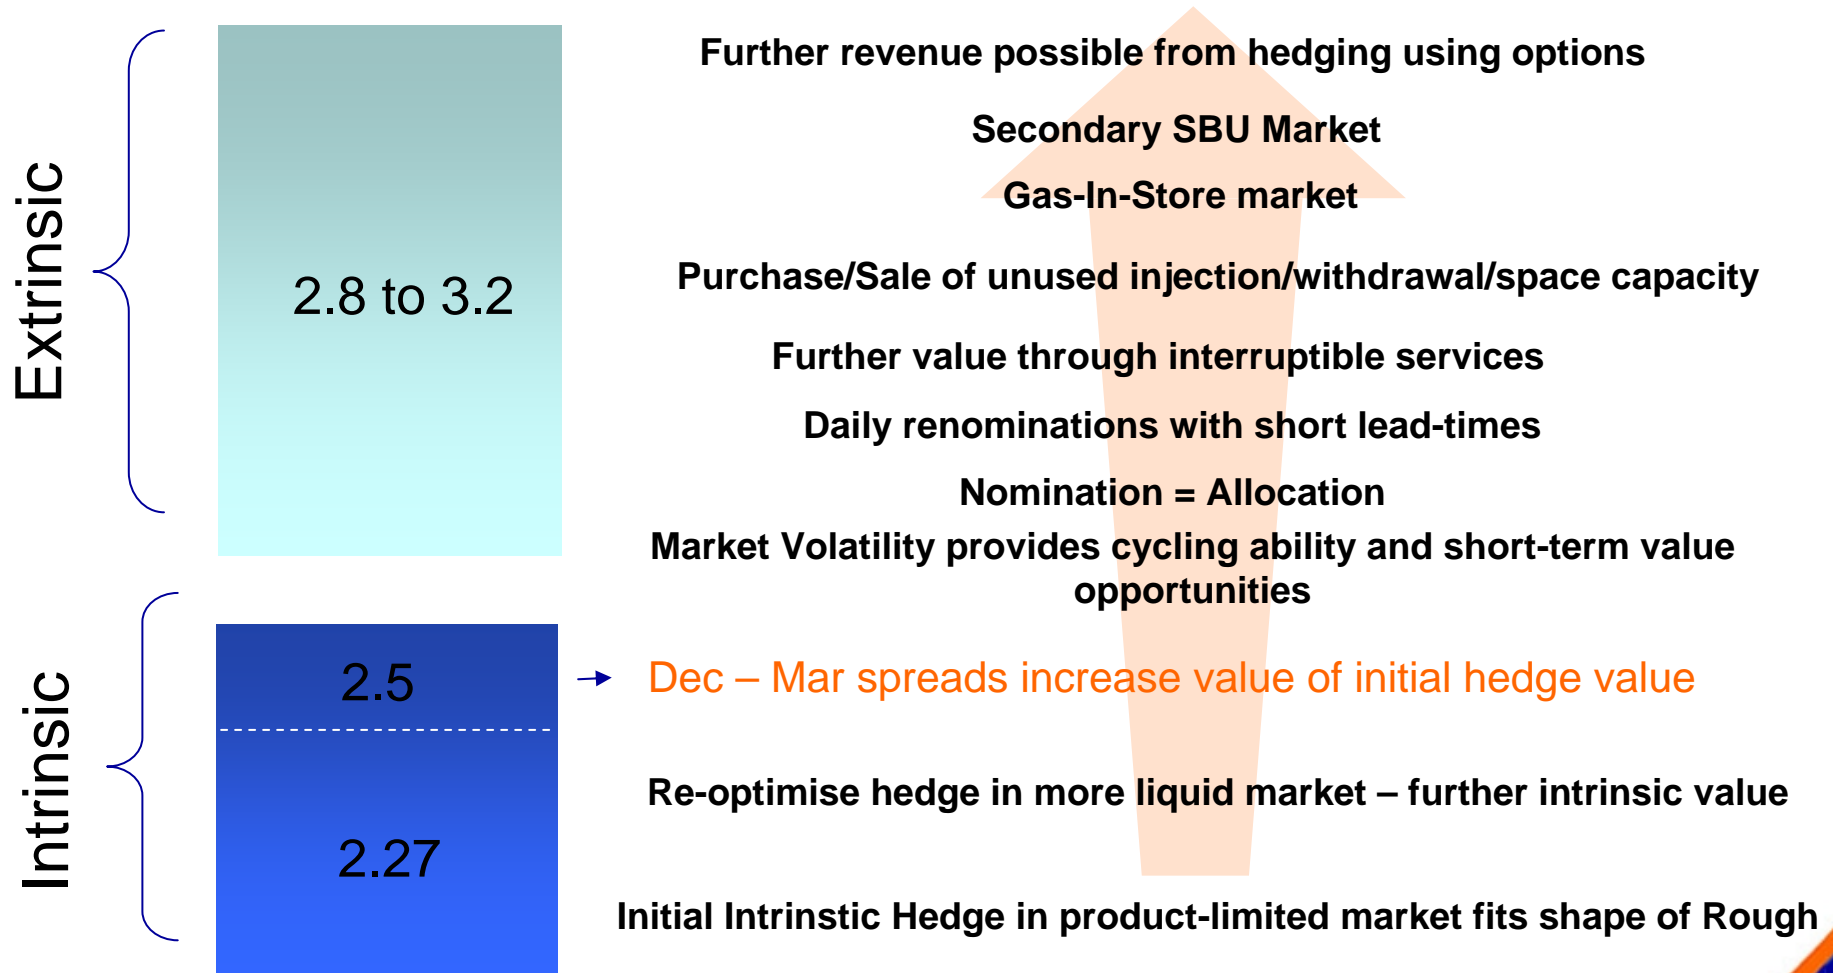 Extrinsic
2.8 to 3.2
Further revenue possible from hedging using options
Secondary SBU Market
Gas-In-Store market
Purchase/Sale of unused injection/withdrawal/space capacity
Further value through interruptible services
Daily renominations with short lead-times
Nomination = Allocation
Market Volatility provides cycling ability and short-term value
opportunities
Intrinsic
2.5
Dec – Mar spreads increase value of initial hedge value
Re-optimise hedge in more liquid market – further intrinsic value
2.27
Initial Intrinstic Hedge in product-limited market fits shape of Rough